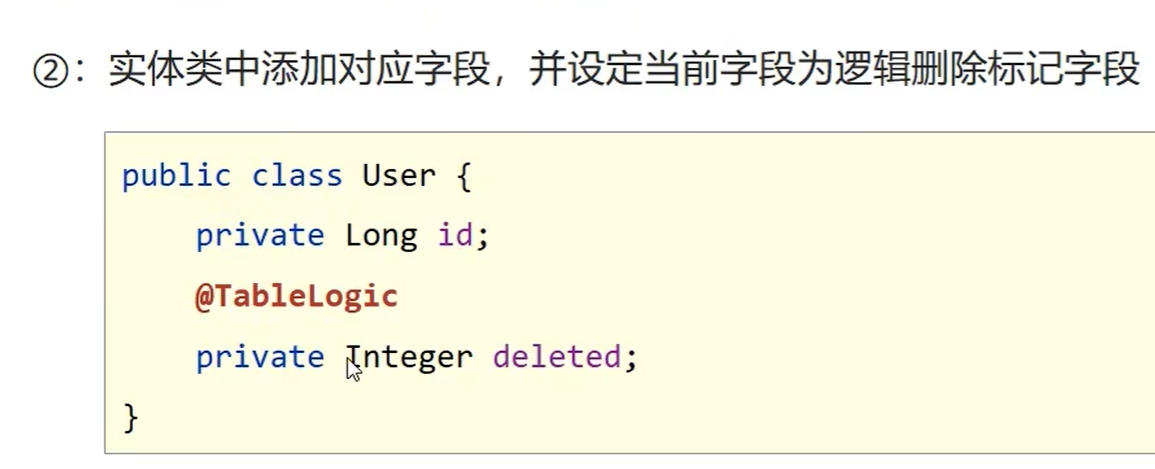 ②：实体类中添加对应字段，并设定当前字段为逻辑删除标记字段
public class User {
    private Long id;
    @TableLogic
    private Integer deleted;
}